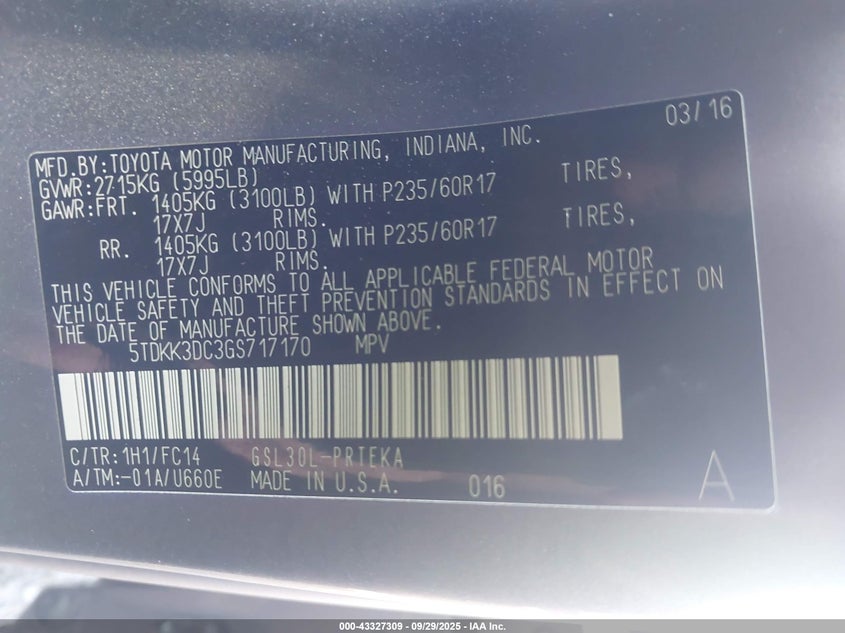 03/16
MFD.BY:TOYOTA MOTOR MANUFACTURING, INDIANA, INC.
GVWR:2715KG (5995LB)
GAWR:FRT. 1405KG (3100LB) WITH P235/60R17 TIRES,
17X7J RIMS.
RR. 1405KG (3100LB) WITH P235/60R17 TIRES,
17X7J RIMS.
THIS VEHICLE CONFORMS TO ALL APPLICABLE FEDERAL MOTOR
VEHICLE SAFETY AND THEFT PREVENTION STANDARDS IN EFFECT ON
THE DATE OF MANUFACTURE SHOWN ABOVE.
5TDKK3DC3GS717170 MPV
C/TR:1H1/FC14 GSL30L-PRTEKA
A/TM:-01A/U660E MADE IN U.S.A. 016 A
000-43327309 - 09/29/2025 - IAA Inc.